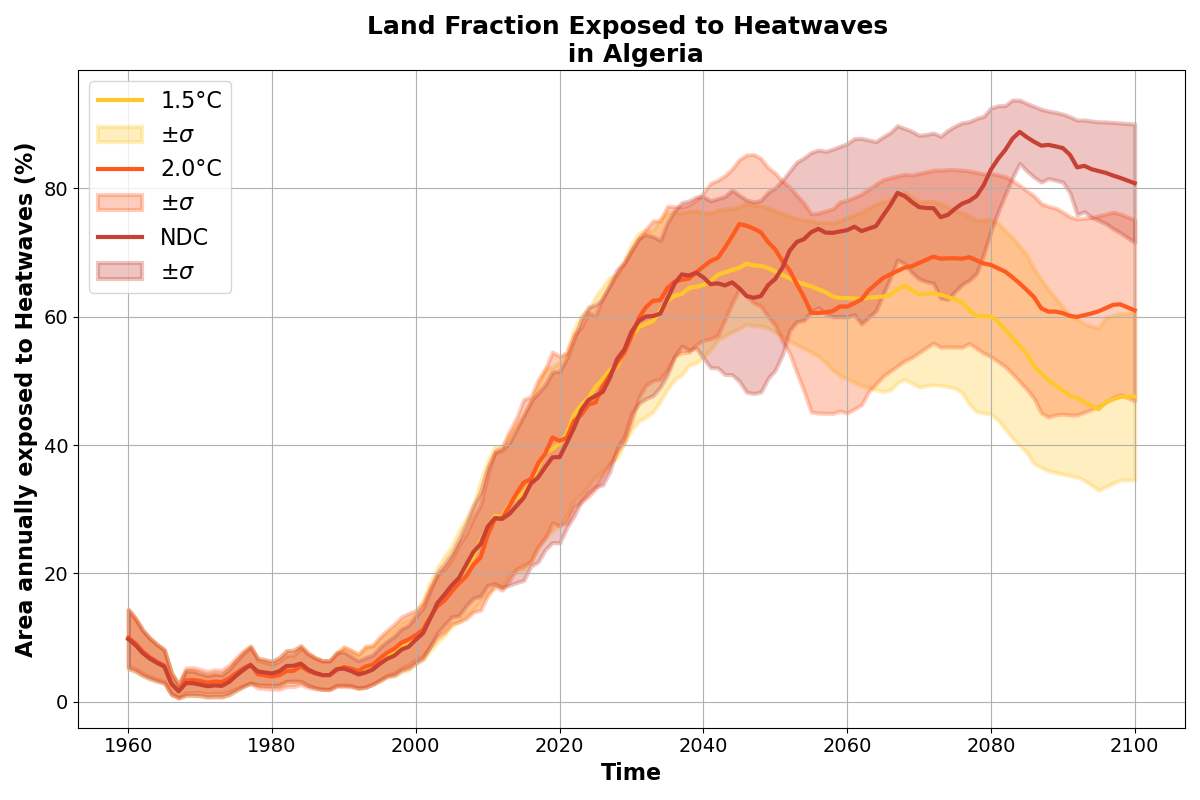 Land Fraction Exposed to Heatwaves
in Algeria
1.5°C
±σ
2.0°C
±σ
NDC
±σ
Area annually exposed to Heatwaves (%)
80
60
40
20
0
1960 1980 2000 2020 2040 2060 2080 2100
Time